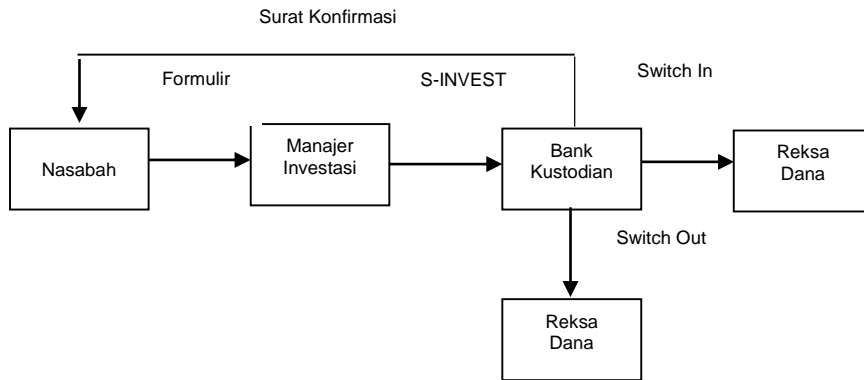 Surat Konfirmasi
Formulir
S-INVEST
Switch In
Nasabah
Manajer
Investasi
Bank
Kustodian
Reksa
Dana
Switch Out
Reksa
Dana